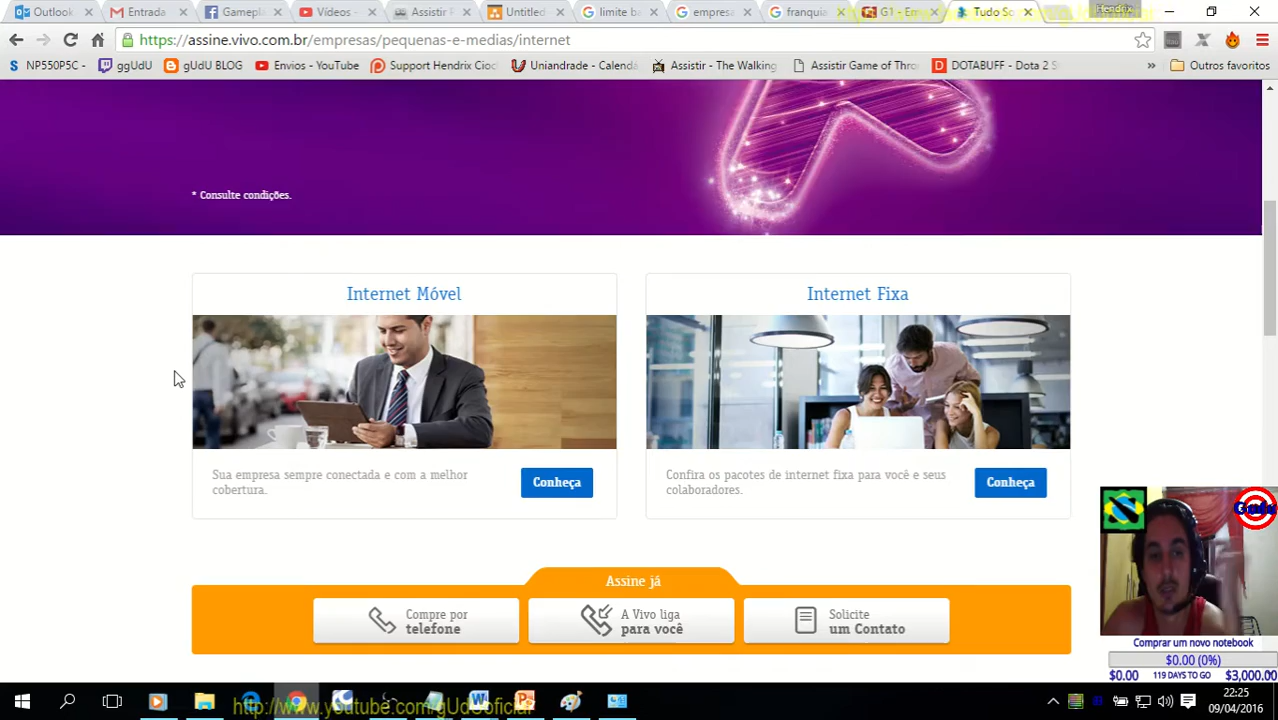 Outlook
Entrada
Gamepl
Vídeos -
Assistir F
Untitled
limite ba
empresa
franquia
G1 - Em
Tudo So
Hendrix
https://assine.vivo.com.br/empresas/pequenas-e-medias/internet
NP550P5C -
ggUdU
gUdU BLOG
Envios - YouTube
Support Hendrix Cioc
Uniandrade - Calenda
Assistir - The Walking
Assistir Game of Thro
DOTABUFF - Dota 2 S
»
Outros favoritos
* Consulte condições.
Internet Móvel
Sua empresa sempre conectada e com a melhor
cobertura.
Conheça
Internet Fixa
Confira os pacotes de internet fixa para você e seus
colaboradores.
Conheça
Assine já
Compre por
telefone
A Vivo liga
para você
Solicite
um Contato
Comprar um novo notebook
$0.00 (0%)
$0.00 119 DAYS TO GO $3,000.00
http://www.youtube.com/gUdUoficial
22:25
09/04/2016